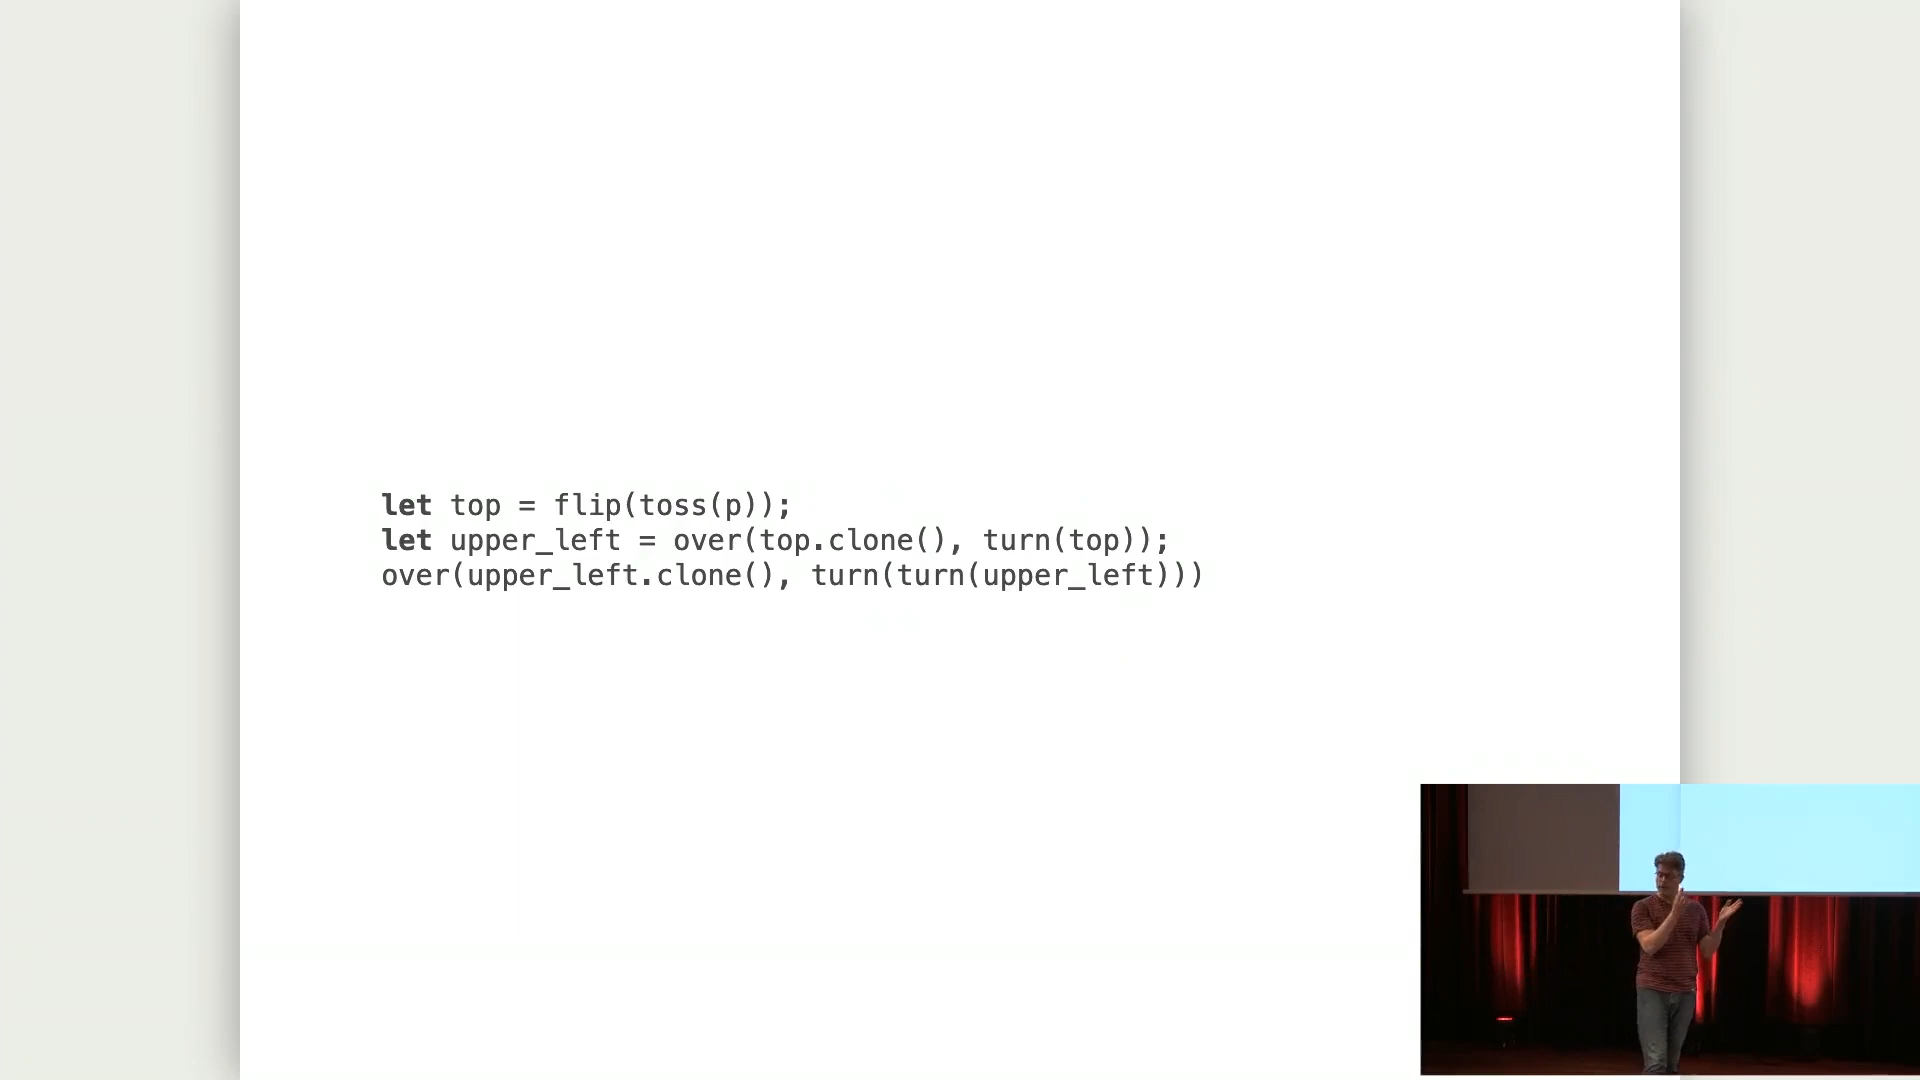 let top = flip(toss(p));
let upper_left = over(top.clone(), turn(top));
over(upper_left.clone(), turn(turn(upper_left)))